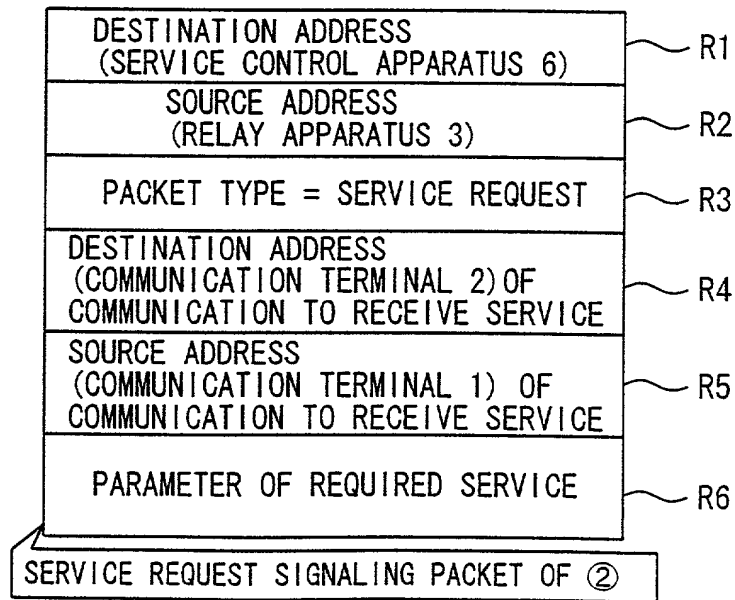 DESTINATION ADDRESS
(SERVICE CONTROL APPARATUS 6)
R1
SOURCE ADDRESS
(RELAY APPARATUS 3)
R2
PACKET TYPE = SERVICE REQUEST
R3
DESTINATION ADDRESS
(COMMUNICATION TERMINAL 2) OF
COMMUNICATION TO RECEIVE SERVICE
R4
SOURCE ADDRESS
(COMMUNICATION TERMINAL 1) OF
COMMUNICATION TO RECEIVE SERVICE
R5
PARAMETER OF REQUIRED SERVICE
R6
SERVICE REQUEST SIGNALING PACKET OF ②